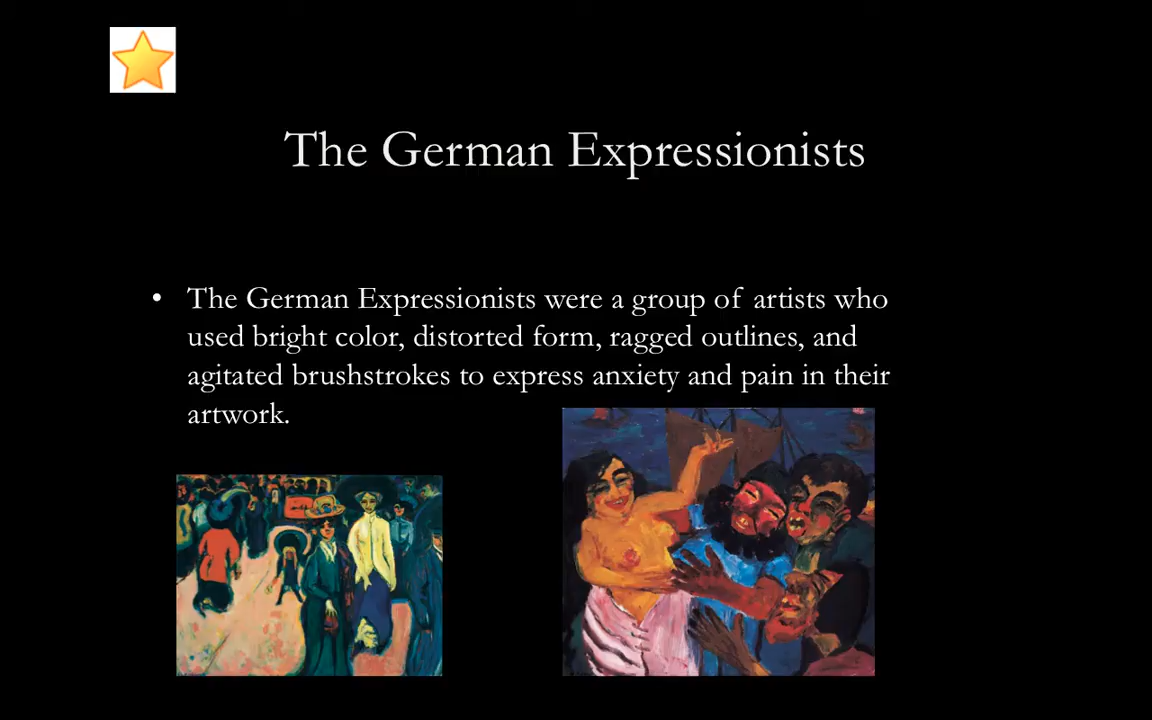 The German Expressionists
• The German Expressionists were a group of artists who
used bright color, distorted form, ragged outlines, and
agitated brushstrokes to express anxiety and pain in their
artwork.